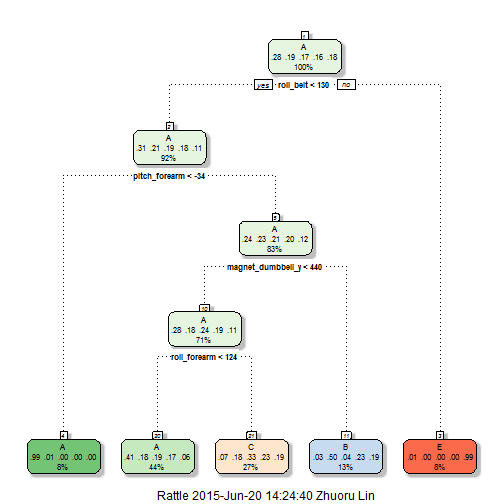 1
A
.28 .19 .17 .16 .18
100%
yes roll_belt < 130 no
2
A
.31 .21 .19 .18 .11
92%
pitch_forearm < -34
5
A
.24 .23 .21 .20 .12
83%
magnet_dumbbell_y < 440
10
A
.28 .18 .24 .19 .11
71%
roll_forearm < 124
4
A
.99 .01 .00 .00 .00
8%
20
A
.41 .18 .19 .17 .06
44%
21
C
.07 .18 .33 .23 .19
27%
11
B
.03 .50 .04 .23 .19
13%
3
E
.01 .00 .00 .00 .99
8%
Rattle 2015-Jun-20 14:24:40 Zhuoru Lin